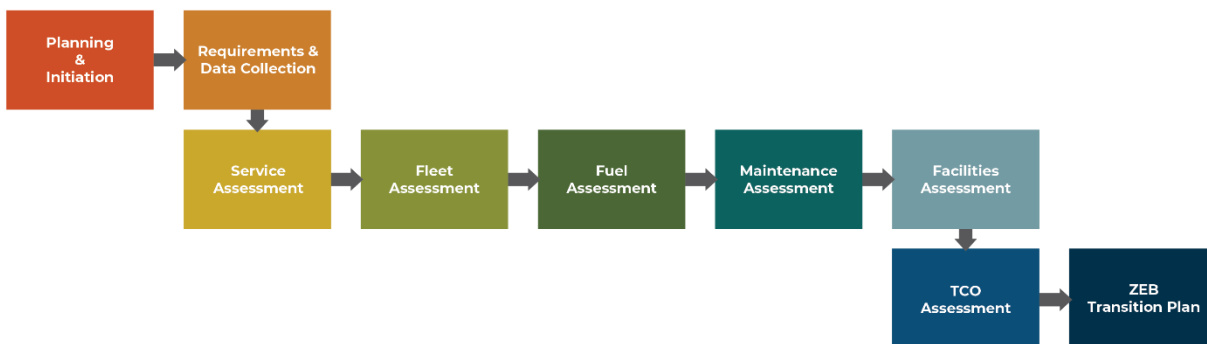 Planning
&
Initiation
Requirements &
Data Collection
Service
Assessment
Fleet
Assessment
Fuel
Assessment
Maintenance
Assessment
Facilities
Assessment
TCO
Assessment
ZEB
Transition Plan